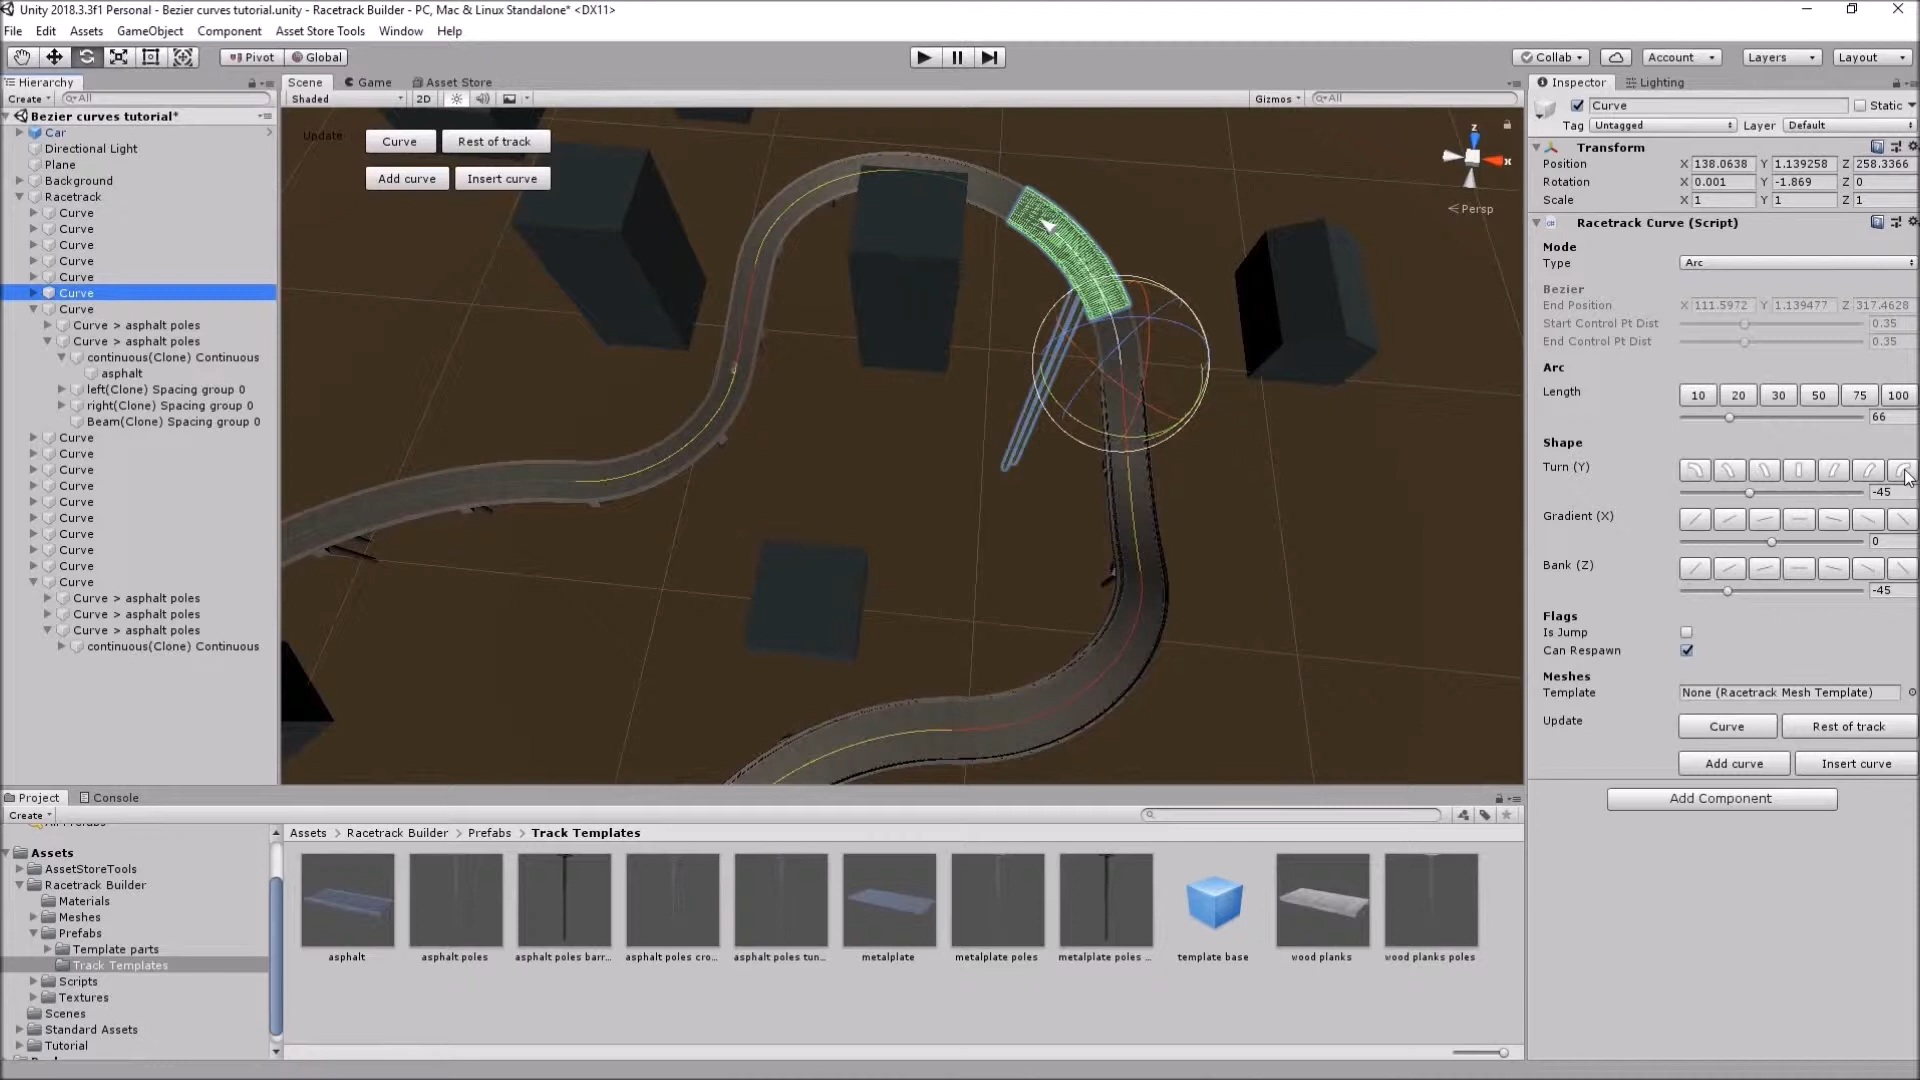 Unity 2018.3.3f1 Personal - Bezier curves tutorial.unity - Racetrack Builder - PC, Mac & Linux Standalone* <DX11>
File Edit Assets GameObject Component Asset Store Tools Window Help
Pivot Global Collab Account Layers Layout
Hierarchy
Create All
Bezier curves tutorial*
Car
Directional Light
Plane
Background
Racetrack
Curve
Curve
Curve
Curve
Curve
Curve
Curve
Curve > asphalt poles
Curve > asphalt poles
continuous(Clone) Continuous
asphalt
left(Clone) Spacing group 0
right(Clone) Spacing group 0
Beam(Clone) Spacing group 0
Curve
Curve
Curve
Curve
Curve
Curve
Curve
Curve
Curve
Curve
Curve > asphalt poles
Curve > asphalt poles
Curve > asphalt poles
continuous(Clone) Continuous
Scene Game Asset Store
Shaded 2D Gizmos All
Update Curve Rest of track
Add curve Insert curve
z
x
Persp
Inspector Lighting
Curve Static
Tag Untagged Layer Default
Transform
Position X 138.0638 Y 1.139258 Z 258.3366
Rotation X 0.001 Y -1.869 Z 0
Scale X 1 Y 1 Z 1
Racetrack Curve (Script)
Mode
Type Arc
Bezier
End Position X 111.5972 Y 1.139477 Z 317.4628
Start Control Pt Dist 0.35
End Control Pt Dist 0.35
Arc
Length 10 20 30 50 75 100
66
Shape
Turn (Y)
-45
Gradient (X)
0
Bank (Z)
-45
Flags
Is Jump
Can Respawn
Meshes
Template None (Racetrack Mesh Template)
Update Curve Rest of track
Add curve Insert curve
Add Component
Project Console
Create
Assets
AssetStoreTools
Racetrack Builder
Materials
Meshes
Prefabs
Template parts
Track Templates
Scripts
Textures
Scenes
Standard Assets
Tutorial
Assets > Racetrack Builder > Prefabs > Track Templates
asphalt
asphalt poles
asphalt poles barr...
asphalt poles cro...
asphalt poles tun...
metalplate
metalplate poles
metalplate poles ...
template base
wood planks
wood planks poles